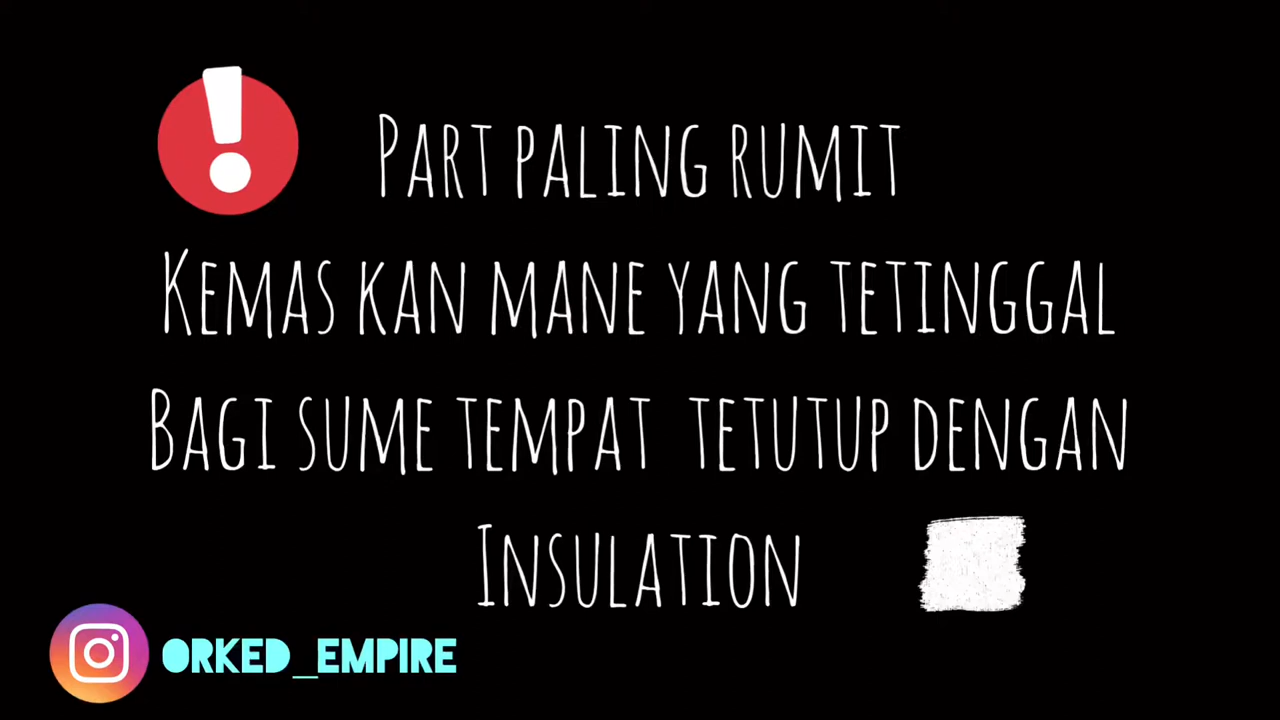 Part paling rumit
Kemas kan mane yang tetinggal
Bagi sume tempat tetutup dengan
Insulation
ORKED_EMPIRE